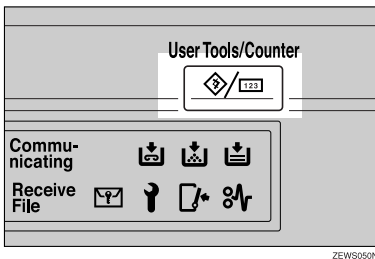 User Tools/Counter
123
Commu-
nicating
Receive
File
ZEWS050N